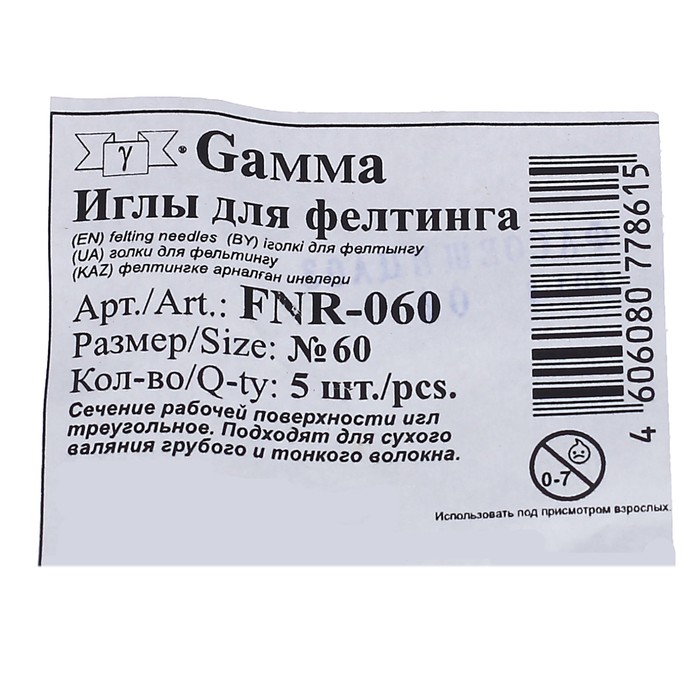 γ ® Gamma
Иглы для фелтинга
(EN) felting needles (BY) іголкі для фелтынгу
(UA) голки для фельтингу
(KAZ) фелтингке арналған инелери
Арт./Art.: FNR-060
Размер/Size: №60
Кол-во/Q-ty: 5 шт./pcs.
Сечение рабочей поверхности игл
треугольное. Подходят для сухого
валяния грубого и тонкого волокна.
4 606080 778615
0-7
Использовать под присмотром взрослых.